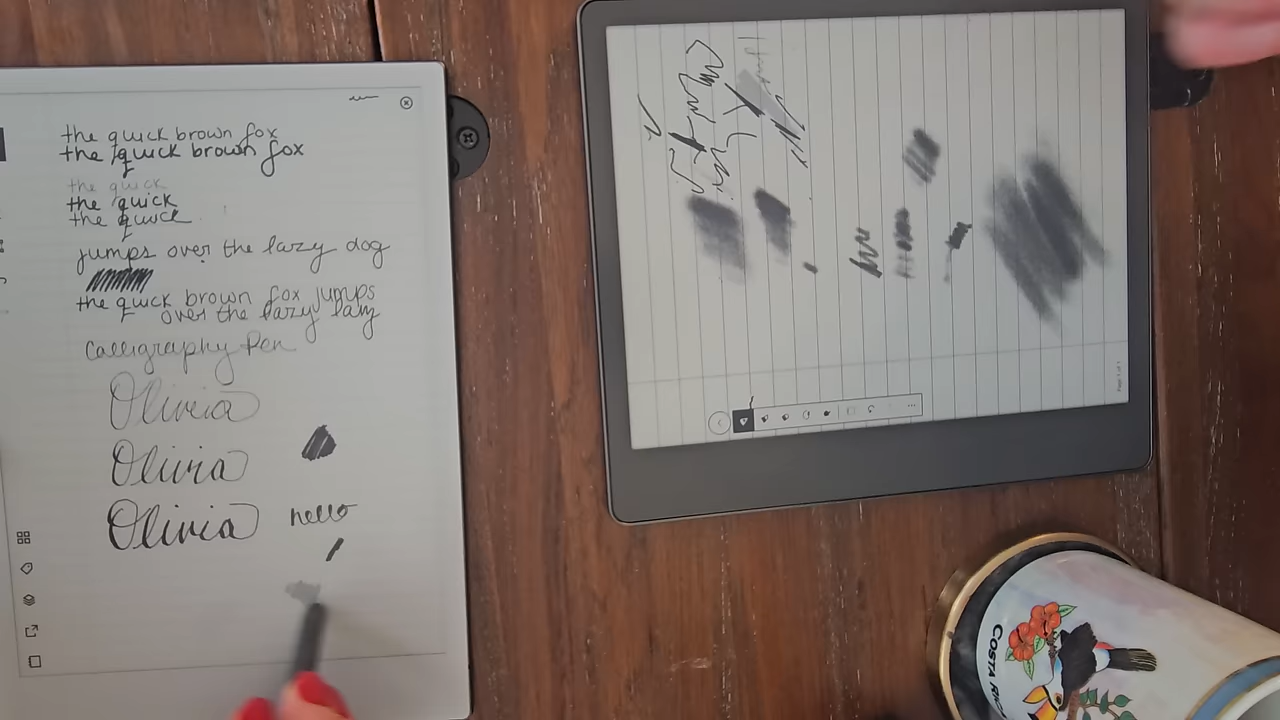 the quick brown fox
the quick brown fox
the quick
the quick
the quick
jumps over the lazy dog
the quick brown fox jumps
over the lazy lazy
Calligraphy Pen
Olivia
Olivia
Olivia
hello
COSTA RICA